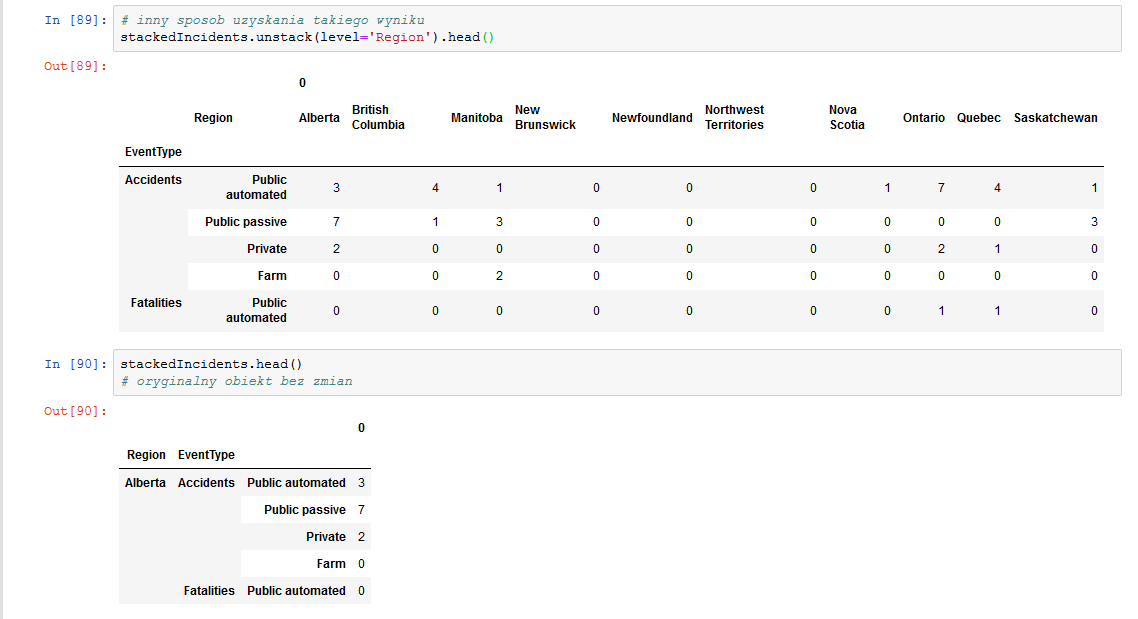 In [89]: # inny sposob uzyskania takiego wyniku
stackedIncidents.unstack(level='Region').head()
Out[89]:
0
Region Alberta British Columbia Manitoba New Brunswick Newfoundland Northwest Territories Nova Scotia Ontario Quebec Saskatchewan
EventType
Accidents Public automated 3 4 1 0 0 0 1 7 4 1
Public passive 7 1 3 0 0 0 0 0 0 3
Private 2 0 0 0 0 0 0 2 1 0
Farm 0 0 2 0 0 0 0 0 0 0
Fatalities Public automated 0 0 0 0 0 0 0 1 1 0
In [90]: stackedIncidents.head()
# oryginalny obiekt bez zmian
Out[90]:
0
Region EventType
Alberta Accidents Public automated 3
Public passive 7
Private 2
Farm 0
Fatalities Public automated 0